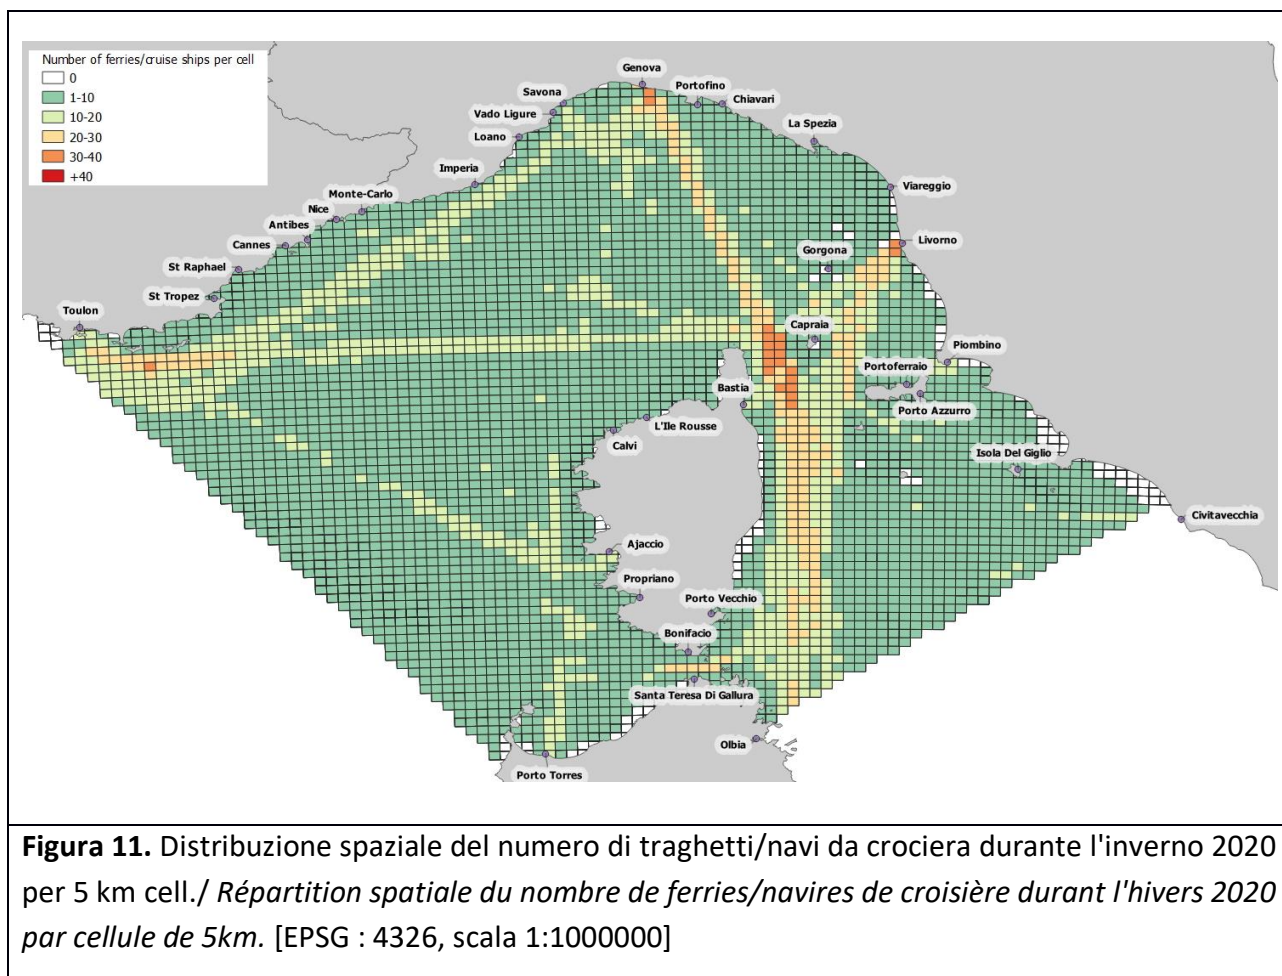 Number of ferries/cruise ships per cell
0
1-10
10-20
20-30
30-40
+40
Genova
Portofino
Savona
Chiavari
Vado Ligure
La Spezia
Loano
Imperia
Viareggio
Monte-Carlo
Nice
Antibes
Livorno
Cannes
Gorgona
St Raphael
St Tropez
Toulon
Capraia
Piombino
Portoferraio
Bastia
Porto Azzurro
L'Ile Rousse
Calvi
Isola Del Giglio
Civitavecchia
Ajaccio
Propriano
Porto Vecchio
Bonifacio
Santa Teresa Di Gallura
Olbia
Porto Torres
Figura 11. Distribuzione spaziale del numero di traghetti/navi da crociera durante l'inverno 2020
per 5 km cell./ Répartition spatiale du nombre de ferries/navires de croisière durant l'hivers 2020
par cellule de 5km. [EPSG : 4326, scala 1:1000000]